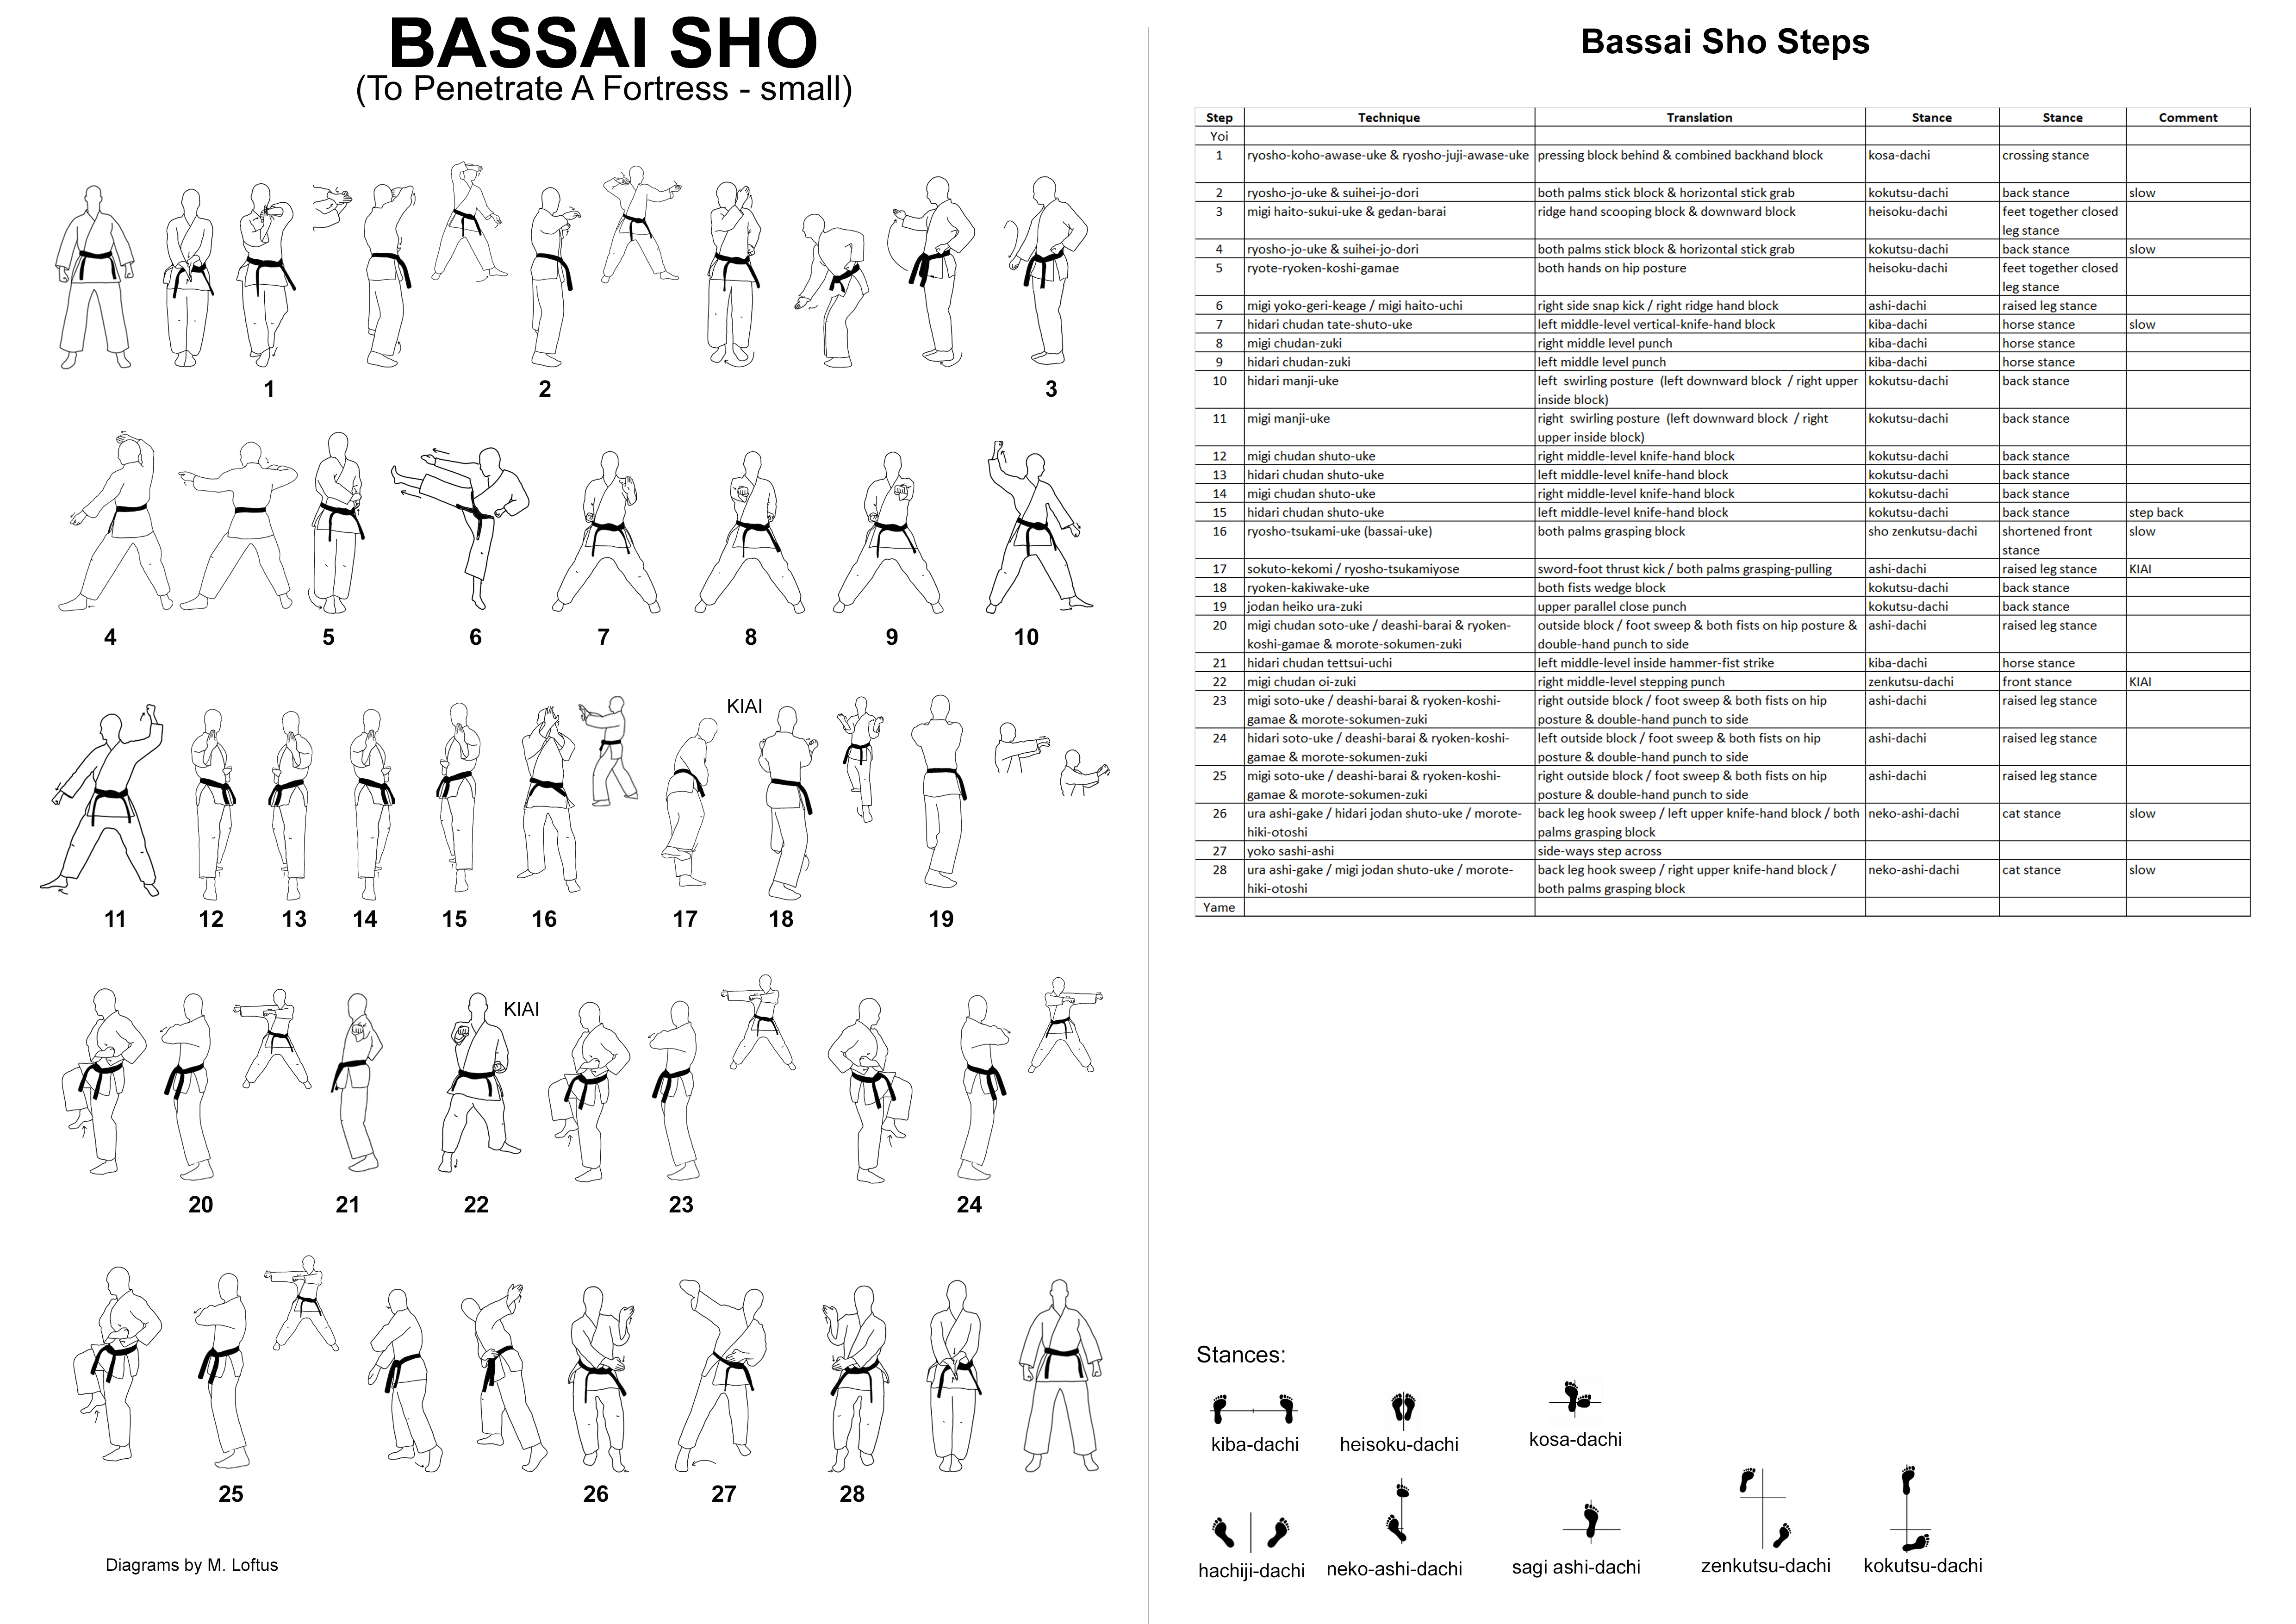 BASSAI SHO
(To Penetrate A Fortress - small)
1 2 3
4 5 6 7 8 9 10
KIAI
11 12 13 14 15 16 17 18 19
KIAI
20 21 22 23 24
25 26 27 28
Diagrams by M. Loftus
Bassai Sho Steps
Step Technique Translation Stance Stance Comment
Yoi
1 ryosho-koho-awase-uke & ryosho-juji-awase-uke pressing block behind & combined backhand block kosa-dachi crossing stance
2 ryosho-jo-uke & suihei-jo-dori both palms stick block & horizontal stick grab kokutsu-dachi back stance slow
3 migi haito-sukui-uke & gedan-barai ridge hand scooping block & downward block heisoku-dachi feet together closed
leg stance
4 ryosho-jo-uke & suihei-jo-dori both palms stick block & horizontal stick grab kokutsu-dachi back stance slow
5 ryote-ryoken-koshi-gamae both hands on hip posture heisoku-dachi feet together closed
leg stance
6 migi yoko-geri-keage / migi haito-uchi right side snap kick / right ridge hand block ashi-dachi raised leg stance
7 hidari chudan tate-shuto-uke left middle-level vertical-knife-hand block kiba-dachi horse stance slow
8 migi chudan-zuki right middle level punch kiba-dachi horse stance
9 hidari chudan-zuki left middle level punch kiba-dachi horse stance
10 hidari manji-uke left swirling posture (left downward block / right upper kokutsu-dachi back stance
inside block)
11 migi manji-uke right swirling posture (left downward block / right kokutsu-dachi back stance
upper inside block)
12 migi chudan shuto-uke right middle-level knife-hand block kokutsu-dachi back stance
13 hidari chudan shuto-uke left middle-level knife-hand block kokutsu-dachi back stance
14 migi chudan shuto-uke right middle-level knife-hand block kokutsu-dachi back stance
15 hidari chudan shuto-uke left middle-level knife-hand block kokutsu-dachi back stance step back
16 ryosho-tsukami-uke (bassai-uke) both palms grasping block sho zenkutsu-dachi shortened front slow
stance
17 sokuto-kekomi / ryosho-tsukamiyose sword-foot thrust kick / both palms grasping-pulling ashi-dachi raised leg stance KIAI
18 ryoken-kakiwake-uke both fists wedge block kokutsu-dachi back stance
19 jodan heiko ura-zuki upper parallel close punch kokutsu-dachi back stance
20 migi chudan soto-uke / deashi-barai & ryoken- outside block / foot sweep & both fists on hip posture & ashi-dachi raised leg stance
koshi-gamae & morote-sokumen-zuki double-hand punch to side
21 hidari chudan tettsui-uchi left middle-level inside hammer-fist strike kiba-dachi horse stance
22 migi chudan oi-zuki right middle-level stepping punch zenkutsu-dachi front stance KIAI
23 migi soto-uke / deashi-barai & ryoken-koshi- right outside block / foot sweep & both fists on hip ashi-dachi raised leg stance
gamae & morote-sokumen-zuki posture & double-hand punch to side
24 hidari soto-uke / deashi-barai & ryoken-koshi- left outside block / foot sweep & both fists on hip ashi-dachi raised leg stance
gamae & morote-sokumen-zuki posture & double-hand punch to side
25 migi soto-uke / deashi-barai & ryoken-koshi- right outside block / foot sweep & both fists on hip ashi-dachi raised leg stance
gamae & morote-sokumen-zuki posture & double-hand punch to side
26 ura ashi-gake / hidari jodan shuto-uke / morote- back leg hook sweep / left upper knife-hand block / both neko-ashi-dachi cat stance slow
hiki-otoshi palms grasping block
27 yoko sashi-ashi side-ways step across
28 ura ashi-gake / migi jodan shuto-uke / morote- back leg hook sweep / right upper knife-hand block / neko-ashi-dachi cat stance slow
hiki-otoshi both palms grasping block
Yame
Stances:
kiba-dachi heisoku-dachi kosa-dachi
hachiji-dachi neko-ashi-dachi sagi ashi-dachi zenkutsu-dachi kokutsu-dachi